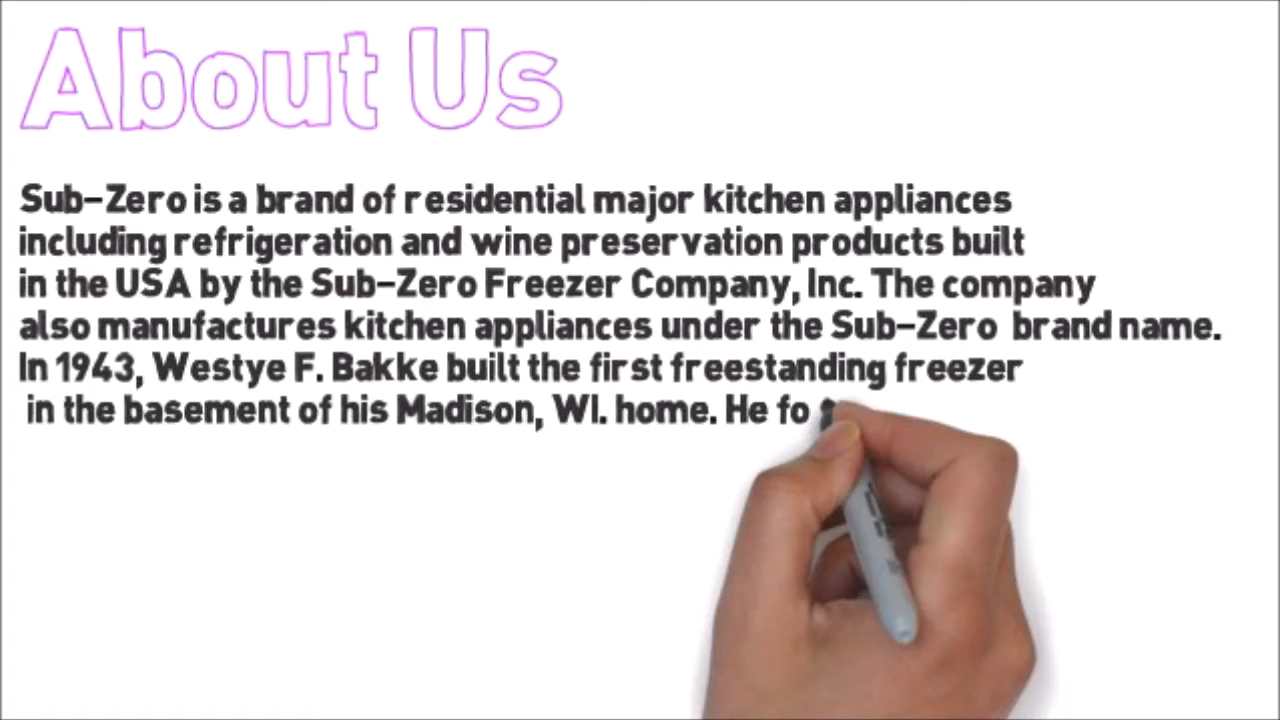 About Us
Sub-Zero is a brand of residential major kitchen appliances
including refrigeration and wine preservation products built
in the USA by the Sub-Zero Freezer Company, Inc. The company
also manufactures kitchen appliances under the Sub-Zero brand name.
In 1943, Westye F. Bakke built the first freestanding freezer
in the basement of his Madison, WI. home. He fo